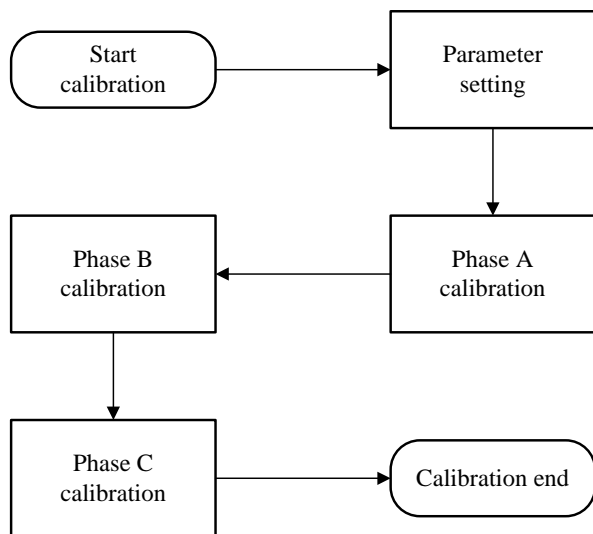 Start
calibration
Parameter
setting
Phase A
calibration
Phase B
calibration
Phase C
calibration
Calibration end